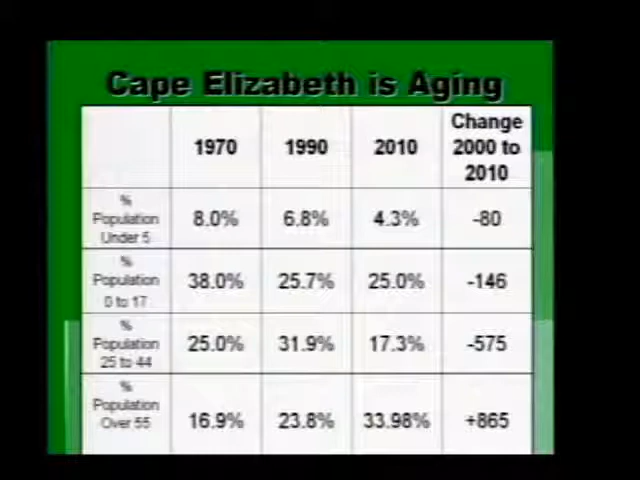 Cape Elizabeth is Aging
Change
1970 1990 2010 2000 to
2010
%
Population 8.0% 6.8% 4.3% -80
Under 5
%
Population 38.0% 25.7% 25.0% -146
0 to 17
%
Population 25.0% 31.9% 17.3% -575
25 to 44
%
Population
Over 55 16.9% 23.8% 33.98% +865